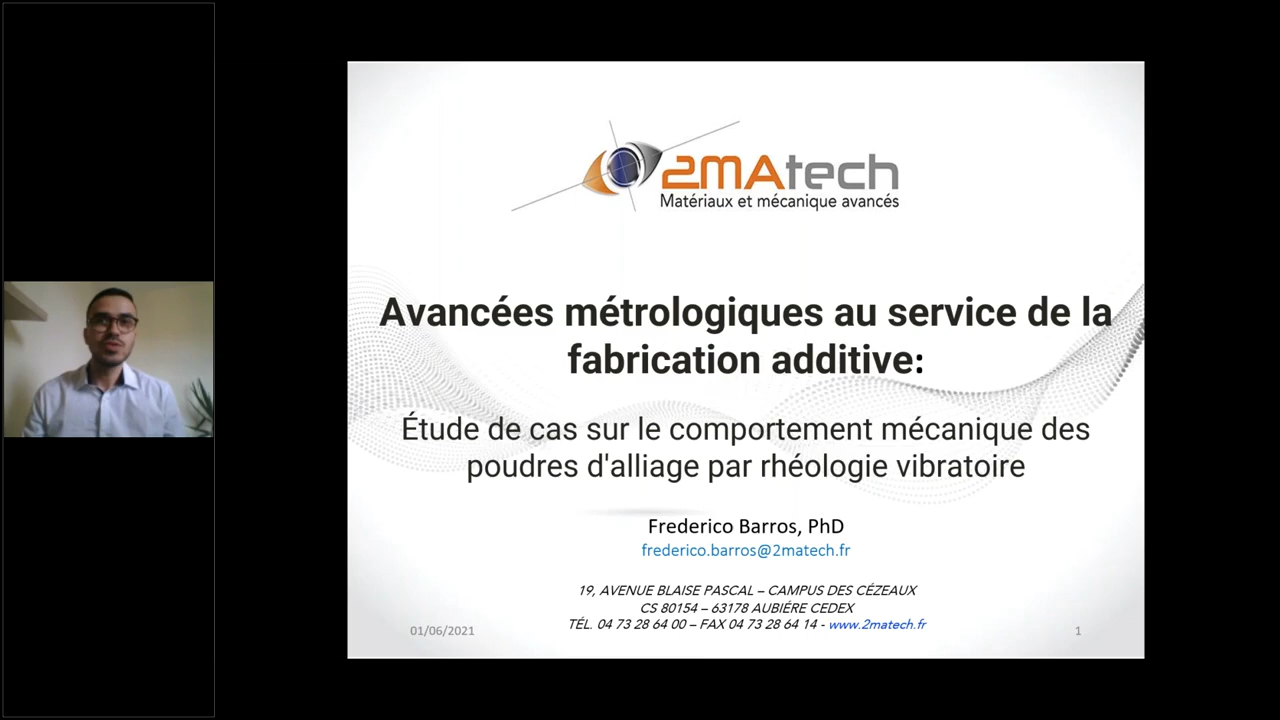 2MAtech
Matériaux et mécanique avancés
Avancées métrologiques au service de la
fabrication additive:
Étude de cas sur le comportement mécanique des
poudres d'alliage par rhéologie vibratoire
Frederico Barros, PhD
frederico.barros@2matech.fr
19, AVENUE BLAISE PASCAL – CAMPUS DES CÉZEAUX
CS 80154 – 63178 AUBIÉRE CEDEX
TÉL. 04 73 28 64 00 – FAX 04 73 28 64 14 - www.2matech.fr
01/06/2021
1